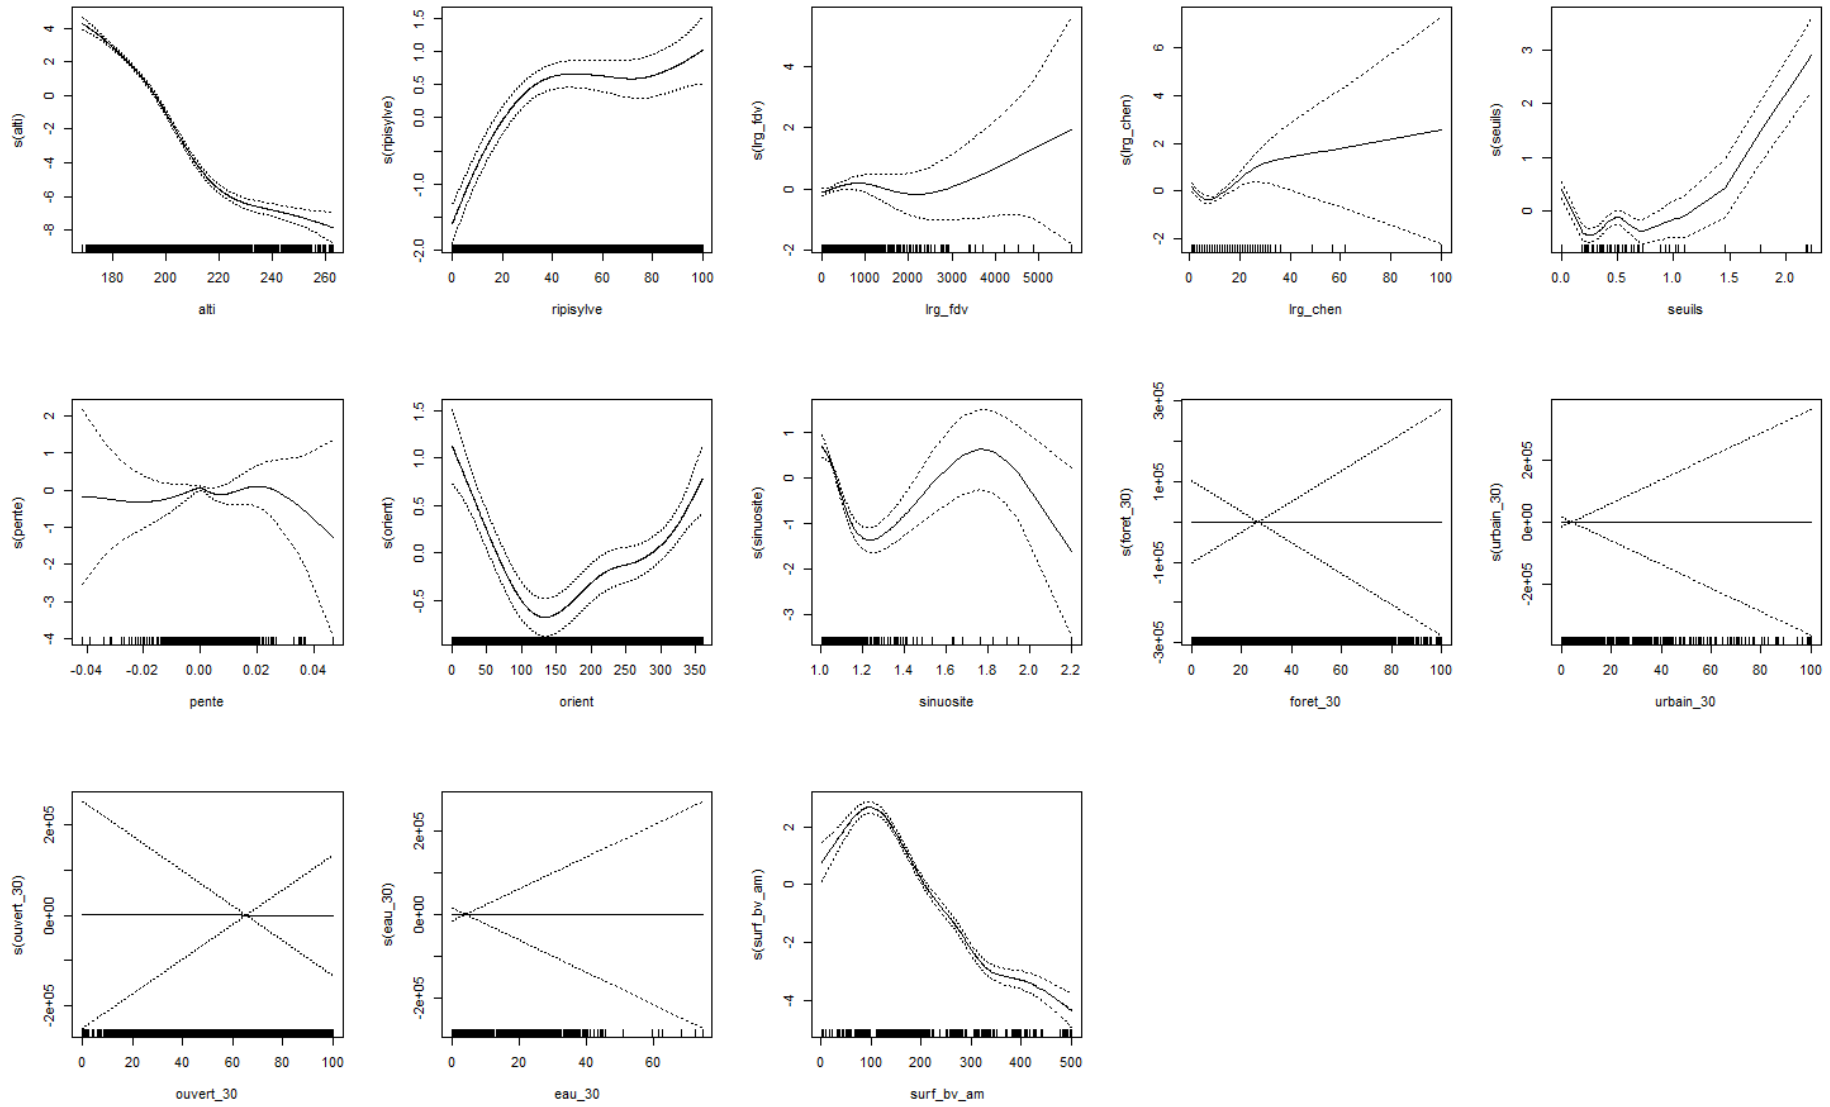 s(alti)
4
2
0
-2
-4
-6
-8
180 200 220 240 260
alti
s(ripisylve)
1.5
1.0
0.5
0.0
-1.0
-2.0
0 20 40 60 80 100
ripisylve
s(lrg_fdv)
4
2
0
-2
0 1000 2000 3000 4000 5000
lrg_fdv
s(lrg_chen)
6
4
2
0
-2
0 20 40 60 80 100
lrg_chen
s(seuils)
3
2
1
0
0.0 0.5 1.0 1.5 2.0
seuils
s(pente)
2
1
0
-1
-2
-3
-4
-0.04 -0.02 0.00 0.02 0.04
pente
s(orient)
1.5
1.0
0.5
0.0
-0.5
0 50 100 150 200 250 300 350
orient
s(sinuosite)
1
0
-1
-2
-3
1.0 1.2 1.4 1.6 1.8 2.0 2.2
sinuosite
s(foret_30)
3e+05
1e+05
-1e+05
-3e+05
0 20 40 60 80 100
foret_30
s(urbain_30)
2e+05
0e+00
-2e+05
0 20 40 60 80 100
urbain_30
s(ouvert_30)
2e+05
0e+00
-2e+05
0 20 40 60 80 100
ouvert_30
s(eau_30)
2e+05
0e+00
-2e+05
0 20 40 60
eau_30
s(surf_bv_am)
2
0
-2
-4
0 100 200 300 400 500
surf_bv_am